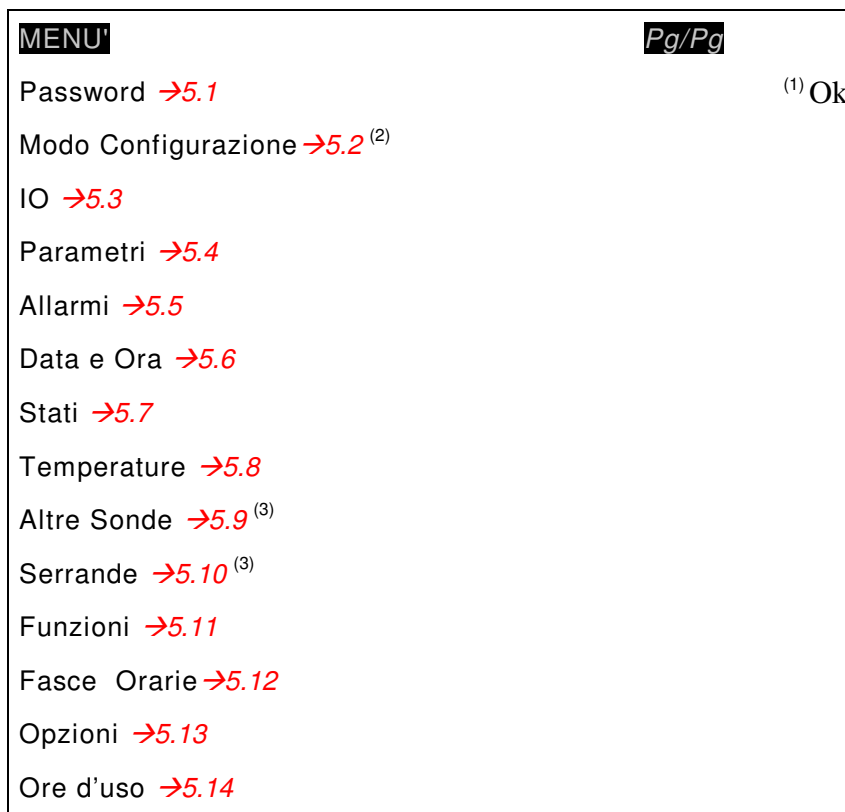 MENU' Pg/Pg
Password →5.1 (1) Ok
Modo Configurazione →5.2 (2)
IO →5.3
Parametri →5.4
Allarmi →5.5
Data e Ora →5.6
Stati →5.7
Temperature →5.8
Altre Sonde →5.9 (3)
Serrande →5.10 (3)
Funzioni →5.11
Fasce Orarie →5.12
Opzioni →5.13
Ore d’uso →5.14